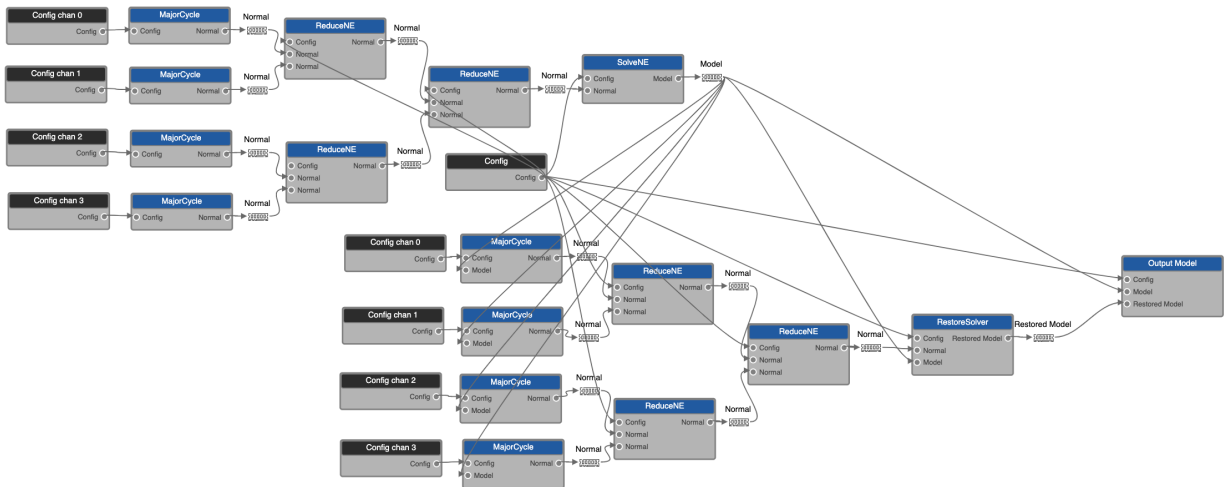 Config chan 0
Config
MajorCycle
Config Normal
Normal
ReduceNE
Config Normal
Normal
Normal
Normal
Config chan 1
Config
MajorCycle
Config Normal
Normal
ReduceNE
Config Normal
Normal
Normal
Normal
SolveNE
Config Model
Normal
Model
Config chan 2
Config
MajorCycle
Config Normal
Normal
ReduceNE
Config Normal
Normal
Normal
Normal
Config chan 3
Config
MajorCycle
Config Normal
Normal
Config
Config
Config chan 0
Config
MajorCycle
Config Normal
Model
Normal
ReduceNE
Config Normal
Normal
Normal
Normal
Config chan 1
Config
MajorCycle
Config Normal
Model
Normal
ReduceNE
Config Normal
Normal
Normal
Normal
RestoreSolver
Config Restored Model
Normal
Model
Restored Model
Output Model
Config
Model
Restored Model
Config chan 2
Config
MajorCycle
Config Normal
Model
Normal
ReduceNE
Config Normal
Normal
Normal
Normal
Config chan 3
Config
MajorCycle
Config Normal
Model
Normal